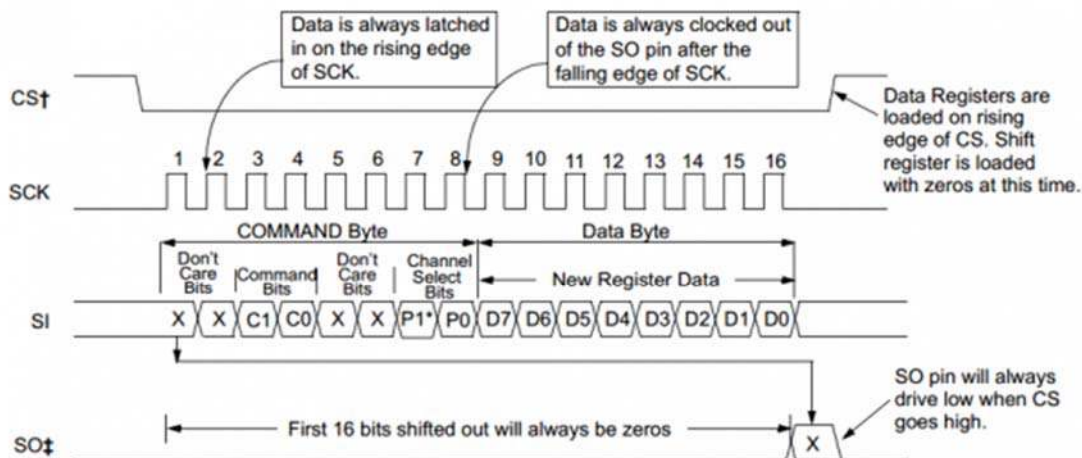 Data is always latched
in on the rising edge
of SCK.
Data is always clocked out
of the SO pin after the
falling edge of SCK.
CS†
Data Registers are
loaded on rising
edge of CS. Shift
register is loaded
with zeros at this time.
1 2 3 4 5 6 7 8 9 10 11 12 13 14 15 16
SCK
COMMAND Byte Data Byte
Don't
Care
Bits
Command
Bits
Don't
Care
Bits
Channel
Select
Bits
New Register Data
SI X X C1 C0 X X P1* P0 D7 D6 D5 D4 D3 D2 D1 D0
SO pin will always
drive low when CS
goes high.
SO‡ First 16 bits shifted out will always be zeros X